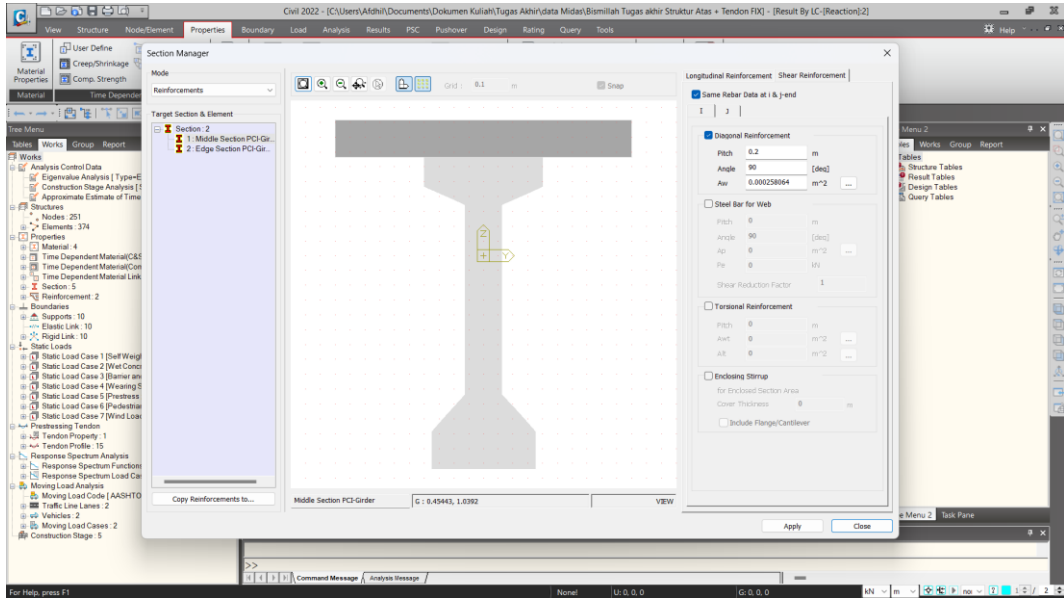 Civil 2022 - [C:\Users\Afdhil\Documents\Dokumen Kuliah\Tugas Akhir\data Midas\Bismillah Tugas akhir Struktur Atas + Tendon FIX] - [Result By LC-[Reaction]:2]
View Structure Node/Element Properties Boundary Load Analysis Results PSC Pushover Design Rating Query Tools Help
User Define
Creep/Shrinkage
Comp. Strength
Material Properties
Material Time Dependen
Tree Menu
Tables Works Group Report
Works
Analysis Control Data
Eigenvalue Analysis [Type=E
Construction Stage Analysis [
Approximate Estimate of Time
Structures
Nodes : 251
Elements : 374
Properties
Material : 4
Time Dependent Material(C&S
Time Dependent Material(Com
Time Dependent Material Link
Section : 5
Reinforcement : 2
Boundaries
Supports : 10
Elastic Link : 10
Rigid Link : 10
Static Loads
Static Load Case 1 [Self Weigh
Static Load Case 2 [Wet Conc
Static Load Case 3 [Barrier an
Static Load Case 4 [Wearing S
Static Load Case 5 [Prestress
Static Load Case 6 [Pedestria
Static Load Case 7 [Wind Loa
Prestressing Tendon
Tendon Property : 1
Tendon Profile : 15
Response Spectrum Analysis
Response Spectrum Function
Response Spectrum Load Ca
Moving Load Analysis
Moving Load Code [ AASHTO
Traffic Line Lanes : 2
Vehicles : 2
Moving Load Cases : 2
Construction Stage : 5
Section Manager
Mode
Reinforcements
Target Section & Element
Section : 2
1 : Middle Section PCI-Gir...
2 : Edge Section PCI-Gir...
Copy Reinforcements to...
Grid : 0.1 m Snap
Z
Y
Middle Section PCI-Girder G : 0.45443, 1.0392 VIEW
Longitudinal Reinforcement Shear Reinforcement
Same Rebar Data at i & j-end
I J
Diagonal Reinforcement
Pitch 0.2 m
Angle 90 [deg]
Aw 0.000258064 m^2 ...
Steel Bar for Web
Pitch 0 m
Angle 90 [deg]
Ap 0 m^2 ...
Pe 0 kN
Shear Reduction Factor 1
Torsional Reinforcement
Pitch 0 m
Awt 0 m^2 ...
Alt 0 m^2 ...
Enclosing Stirrup
for Enclosed Section Area
Cover Thickness 0 m
Include Flange/Cantilever
Apply Close
Menu 2
Works Group Report
Tables
Structure Tables
Result Tables
Design Tables
Query Tables
Menu 2 Task Pane
>>
Command Message Analysis Message
For Help, press F1 None! U: 0, 0, 0 G: 0, 0, 0 kN m 1 / 2